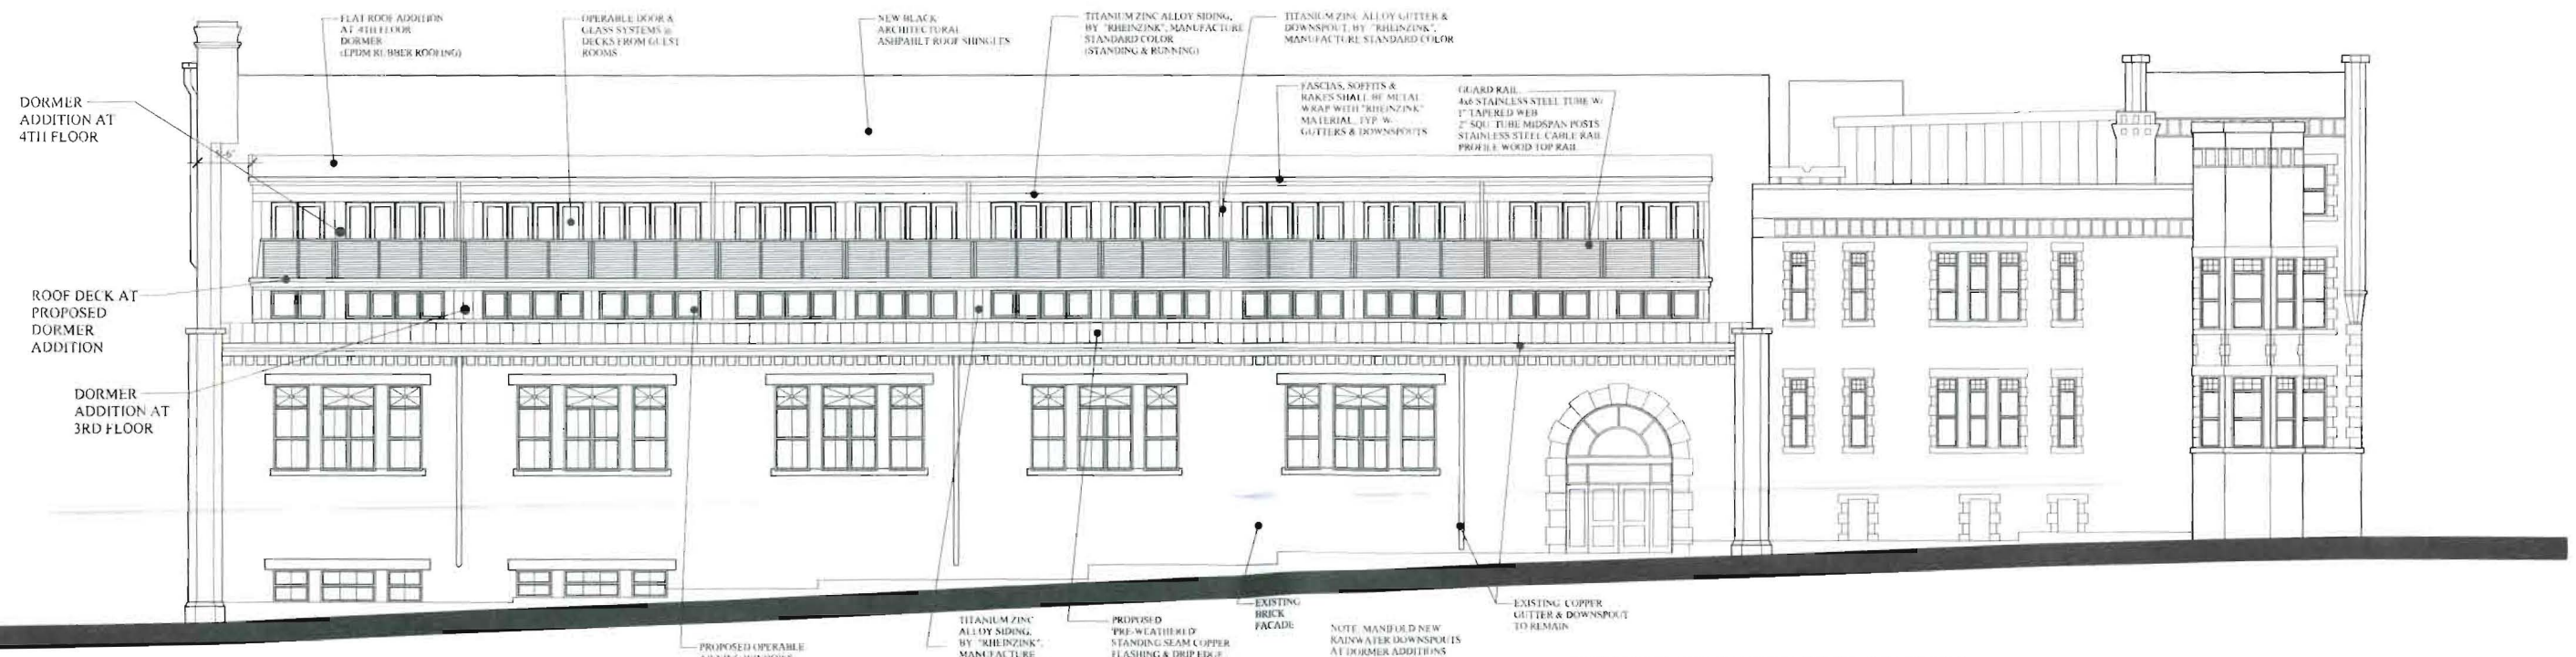 FLAT ROOF ADDITION
AT 4TH FLOOR
DORMER
(EPDM RUBBER ROOFING)
OPERABLE DOOR &
GLASS SYSTEMS @
DECKS FROM GUEST
ROOMS
NEW BLACK
ARCHITECTURAL
ASHPAHLT ROOF SHINGLES
TITANIUM ZINC ALLOY SIDING,
BY "RHEINZINK", MANUFACTURE
STANDARD COLOR
(STANDING & RUNNING)
TITANIUM ZINC ALLOY GUTTER &
DOWNSPOUT, BY "RHEINZINK",
MANUFACTURE STANDARD COLOR
FASCIAS, SOFFITS &
RAKES SHALL BE METAL
WRAP WITH "RHEINZINK"
MATERIAL, TYP. W.
GUTTERS & DOWNSPOUTS
GUARD RAIL
4x6 STAINLESS STEEL TUBE W/
1" TAPERED WEB
2" SQU. TUBE MIDSPAN POSTS
STAINLESS STEEL CABLE RAIL
PROFILE WOOD TOP RAIL
DORMER
ADDITION AT
4TH FLOOR
ROOF DECK AT
PROPOSED
DORMER
ADDITION
DORMER
ADDITION AT
3RD FLOOR
PROPOSED OPERABLE
TITANIUM ZINC
ALLOY SIDING,
BY "RHEINZINK",
MANUFACTURE
PROPOSED
'PRE-WEATHERED'
STANDING SEAM COPPER
FLASHING & DRIP EDGE
EXISTING
BRICK
FACADE
NOTE: MANIFOLD NEW
RAINWATER DOWNSPOUTS
AT DORMER ADDITIONS
EXISTING COPPER
GUTTER & DOWNSPOUT
TO REMAIN